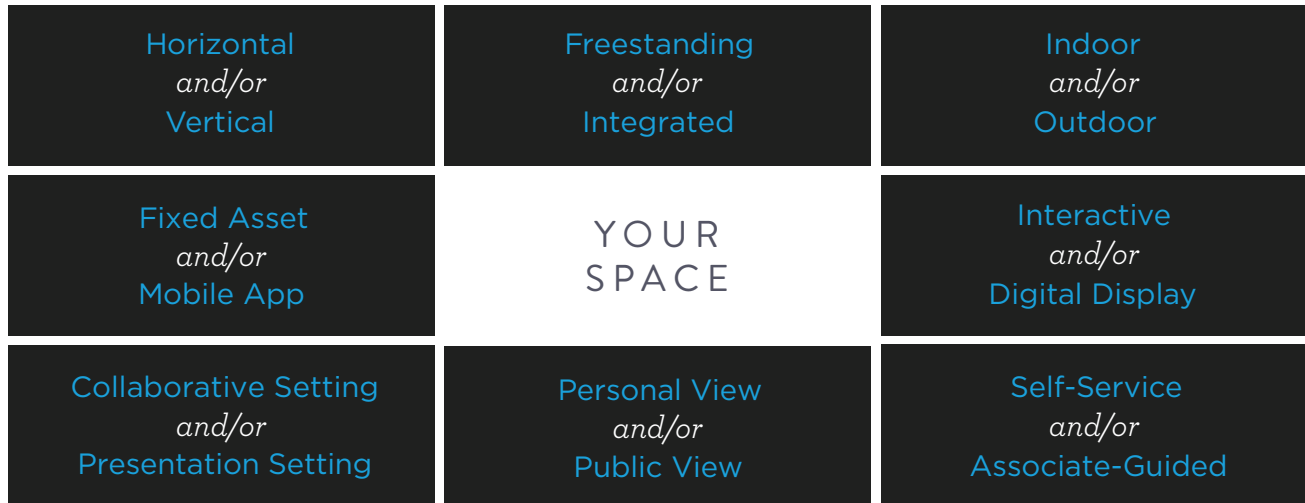 Horizontal
and/or
Vertical
Freestanding
and/or
Integrated
Indoor
and/or
Outdoor
Fixed Asset
and/or
Mobile App
YOUR
SPACE
Interactive
and/or
Digital Display
Collaborative Setting
and/or
Presentation Setting
Personal View
and/or
Public View
Self-Service
and/or
Associate-Guided